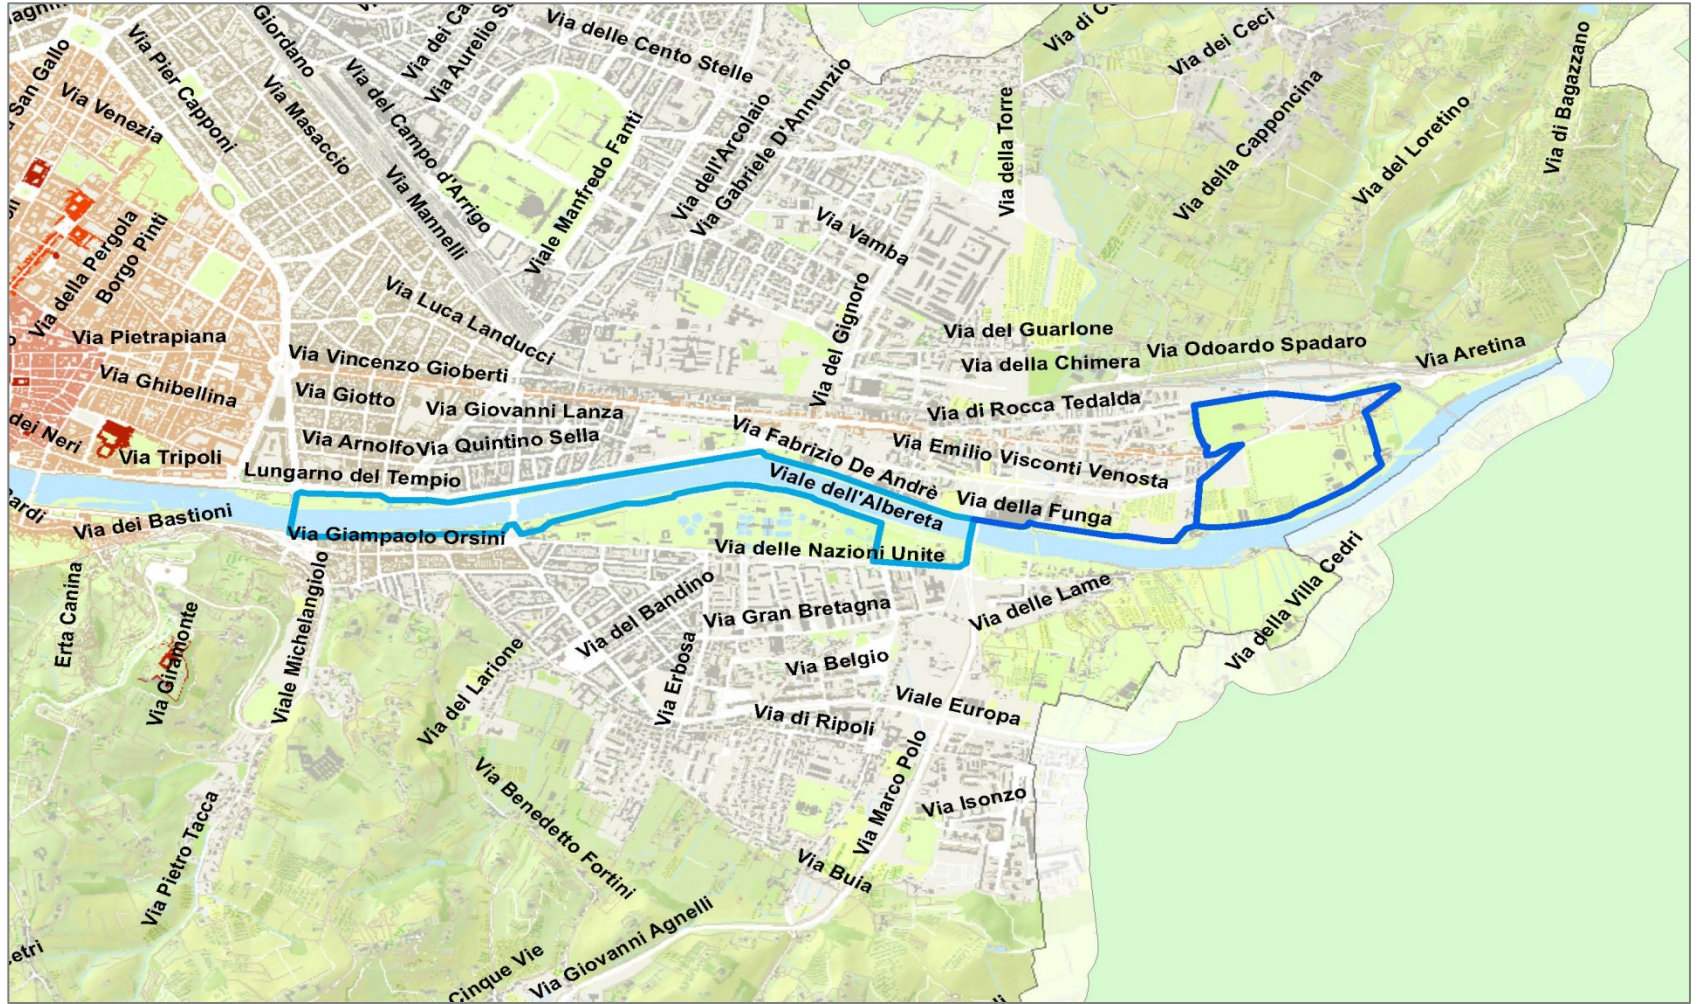 Giordano
Via dei Ca
Via Aurelio S
Via delle Cento Stelle
Via di C
Via dei Ceci
San Gallo
Via Pier Capponi
Via Venezia
Via Masaccio
Via del Campo d'Arrigo
Via Mannelli
Viale Manfredo Fanti
Via dell'Arcolaio
Via Gabriele D'Annunzio
Via della Torre
Via della Capponcina
Via del Loretino
Via di Bagazzano
Via della Pergola
Borgo Pinti
Via Vamba
Via Luca Landucci
Via del Gignoro
Via Pietrapiana
Via del Guarlone
Via Odoardo Spadaro
Via Aretina
Via Vincenzo Gioberti
Via della Chimera
Via Ghibellina
Via Giotto
Via Giovanni Lanza
Via di Rocca Tedalda
dei Neri
Via Arnolfo
Via Quintino Sella
Via Fabrizio De Andrè
Via Emilio Visconti Venosta
Via Tripoli
Lungarno del Tempio
Viale dell'Albereta
Via della Funga
Bardi
Via dei Bastioni
Via Giampaolo Orsini
Via delle Nazioni Unite
Via della Villa Cedri
Erta Canina
Via Giramonte
Viale Michelangiolo
Via del Bandino
Via Gran Bretagna
Via delle Lame
Via del Larione
Via Erbosa
Via Belgio
Viale Europa
Via di Ripoli
Via Marco Polo
Via Isonzo
Via Benedetto Fortini
Via Pietro Tacca
Via Buia
Via Giovanni Agnelli
Cinque Vie
etri